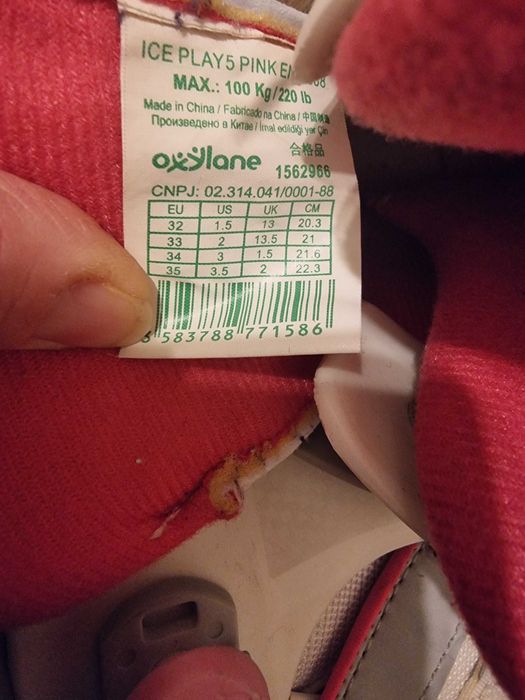 ICE PLAY5 PINK
MAX.: 100 Kg/220 lb
Made in China / Fabricado na China / 中国制造
Произведено в Китае / İmal edildiği yer Çin
oxylane 合格品
1562966
CNPJ: 02.314.041/0001-88
EU US UK CM
32 1.5 13 20.3
33 2 13.5 21
34 3 1.5 21.6
35 3.5 2 22.3
583788 771586